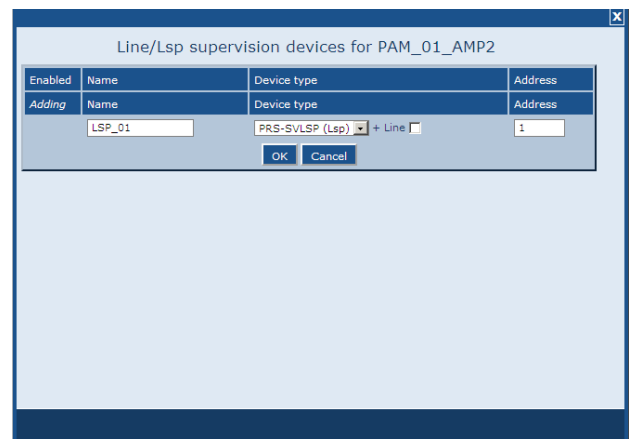 X
Line/Lsp supervision devices for PAM_01_AMP2
Enabled Name Device type Address
Adding Name Device type Address
LSP_01 PRS-SVLSP (Lsp) + Line 1
OK Cancel